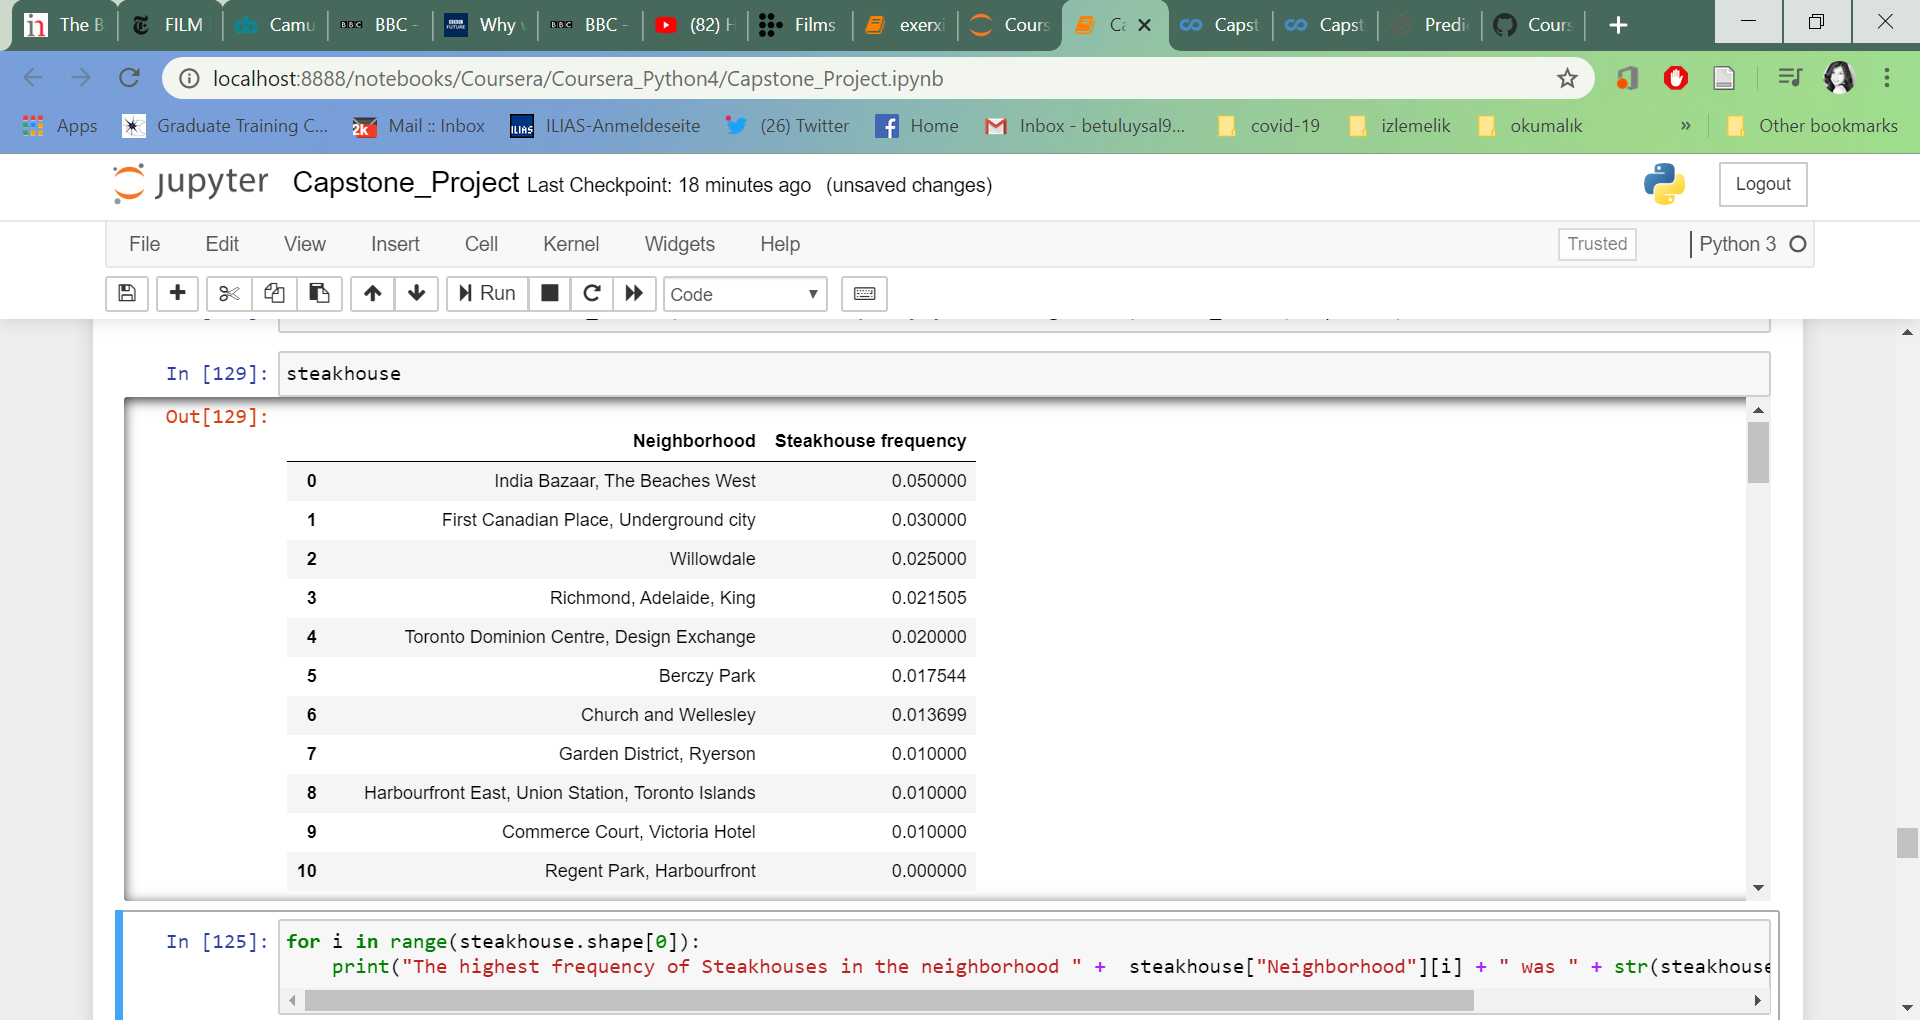 The B
FILM
Camu
BBC BBC -
BBC FUTURE Why
BBC BBC -
(82) H
Films
exerxi
Cours
Ca
Capst
Capst
Predi
Cours
localhost:8888/notebooks/Coursera/Coursera_Python4/Capstone_Project.ipynb
Apps
Graduate Training C...
2k Mail :: Inbox
ILIAS ILIAS-Anmeldeseite
(26) Twitter
Home
Inbox - betuluysal9...
covid-19
izlemelik
okumalık
»
Other bookmarks
jupyter Capstone_Project Last Checkpoint: 18 minutes ago (unsaved changes)
Logout
File Edit View Insert Cell Kernel Widgets Help
Trusted
Python 3
Run
Code
In [129]: steakhouse
Out[129]:
Neighborhood Steakhouse frequency
0 India Bazaar, The Beaches West 0.050000
1 First Canadian Place, Underground city 0.030000
2 Willowdale 0.025000
3 Richmond, Adelaide, King 0.021505
4 Toronto Dominion Centre, Design Exchange 0.020000
5 Berczy Park 0.017544
6 Church and Wellesley 0.013699
7 Garden District, Ryerson 0.010000
8 Harbourfront East, Union Station, Toronto Islands 0.010000
9 Commerce Court, Victoria Hotel 0.010000
10 Regent Park, Harbourfront 0.000000
In [125]: for i in range(steakhouse.shape[0]):
print("The highest frequency of Steakhouses in the neighborhood " + steakhouse["Neighborhood"][i] + " was " + str(steakhouse